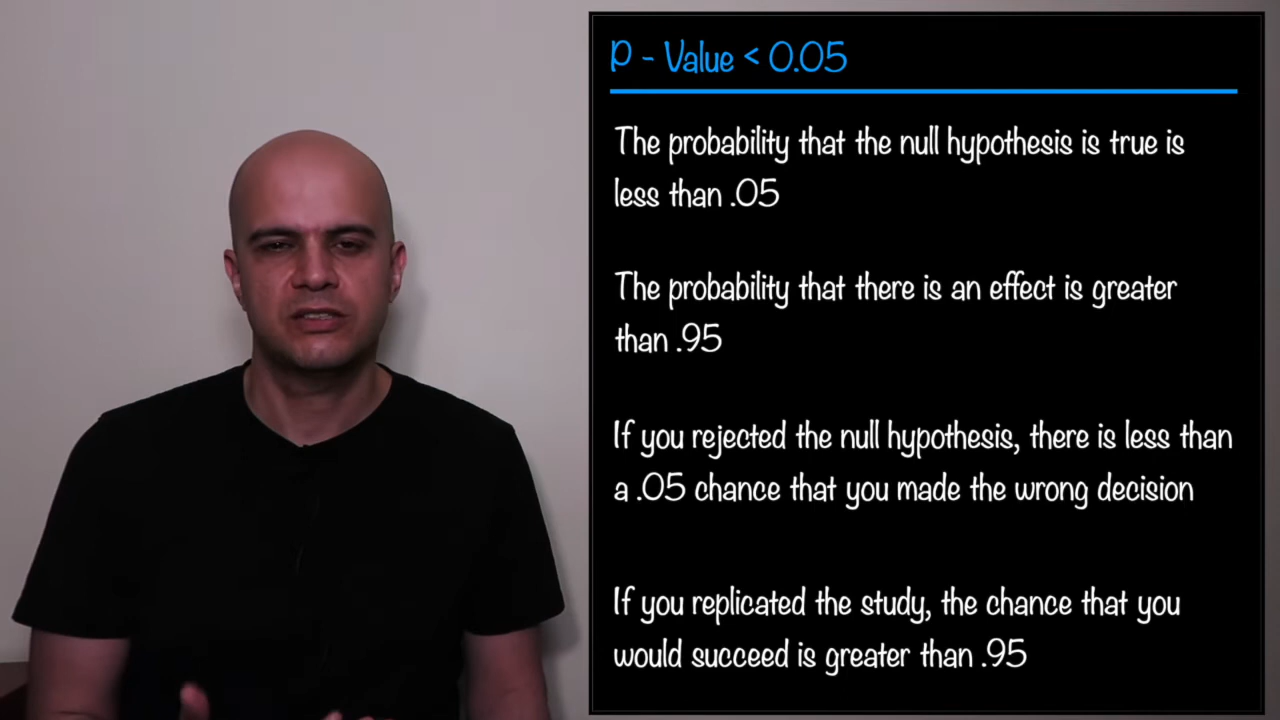 P - Value < 0.05
The probability that the null hypothesis is true is
less than .05
The probability that there is an effect is greater
than .95
If you rejected the null hypothesis, there is less than
a .05 chance that you made the wrong decision
If you replicated the study, the chance that you
would succeed is greater than .95